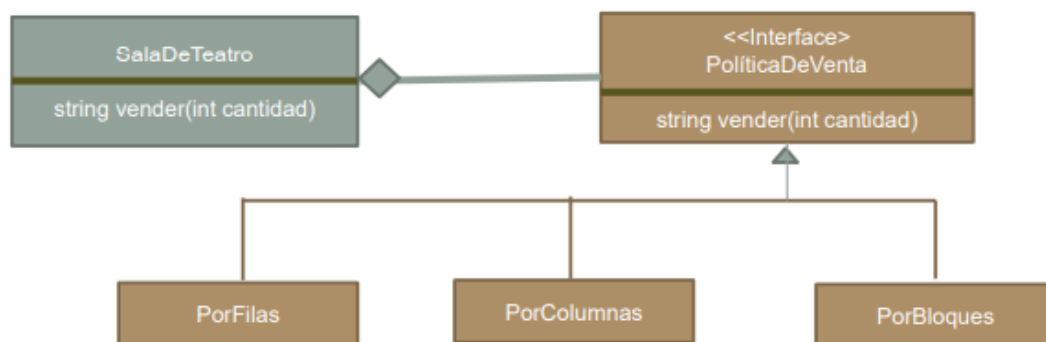 SalaDeTeatro
string vender(int cantidad)
<<Interface>
PolíticaDeVenta
string vender(int cantidad)
PorFilas
PorColumnas
PorBloques